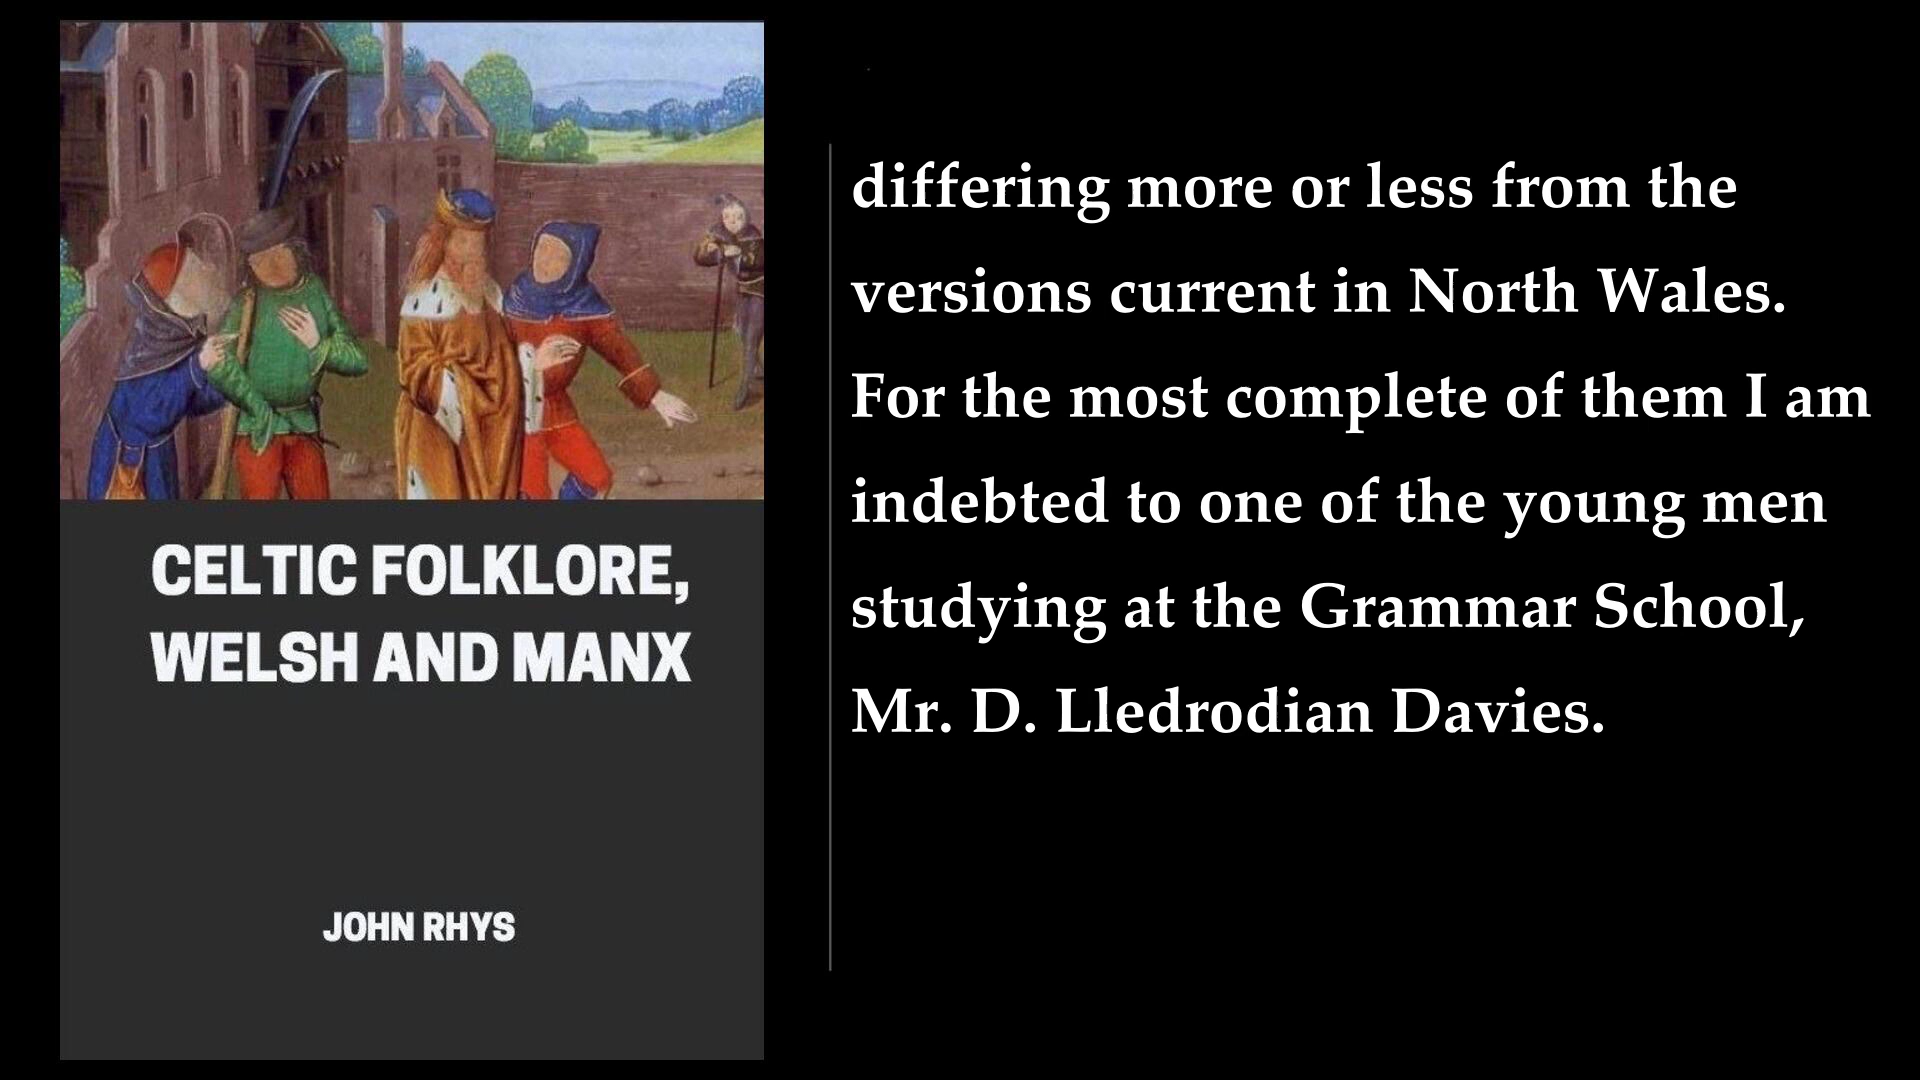 CELTIC FOLKLORE,
WELSH AND MANX
JOHN RHYS
differing more or less from the
versions current in North Wales.
For the most complete of them I am
indebted to one of the young men
studying at the Grammar School,
Mr. D. Lledrodian Davies.